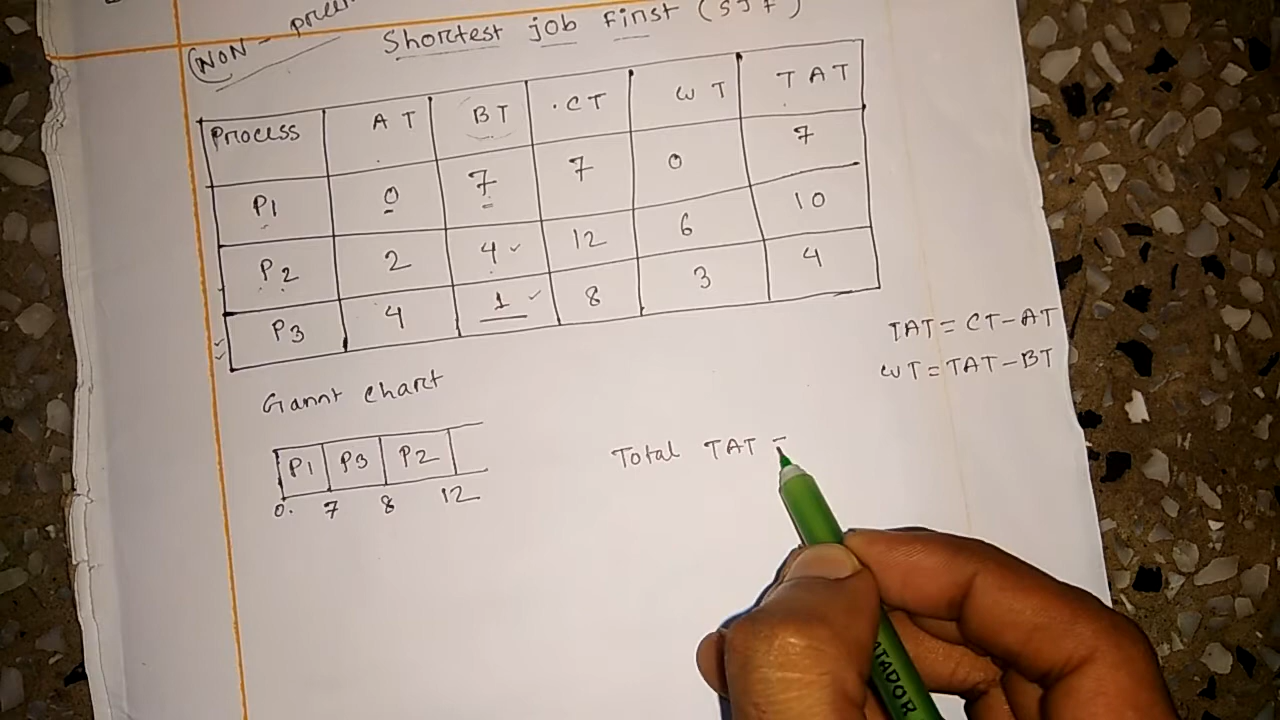 (NON -
Shortest job First (SJF)
Process AT BT CT WT TAT
P1 0 7 7 0 7
P2 2 4 12 6 10
P3 4 1 8 3 4
TAT = CT - AT
WT = TAT - BT
Gannt chart
P1 P3 P2
0. 7 8 12
Total TAT =
MATADOR